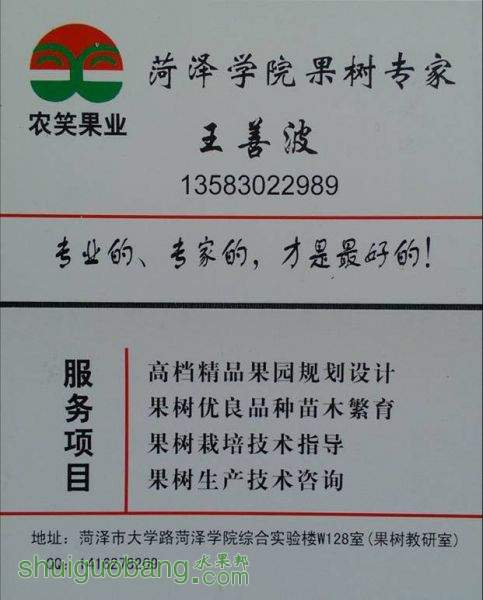 菏泽学院果树专家
农笑果业
王善波
13583022989
专业的、专家的，才是最好的！
服务项目
高档精品果园规划设计
果树优良品种苗木繁育
果树栽培技术指导
果树生产技术咨询
地址：菏泽市大学路菏泽学院综合实验楼W128室(果树教研室)
QQ：1416278269
shuiguobang.com
水果邦